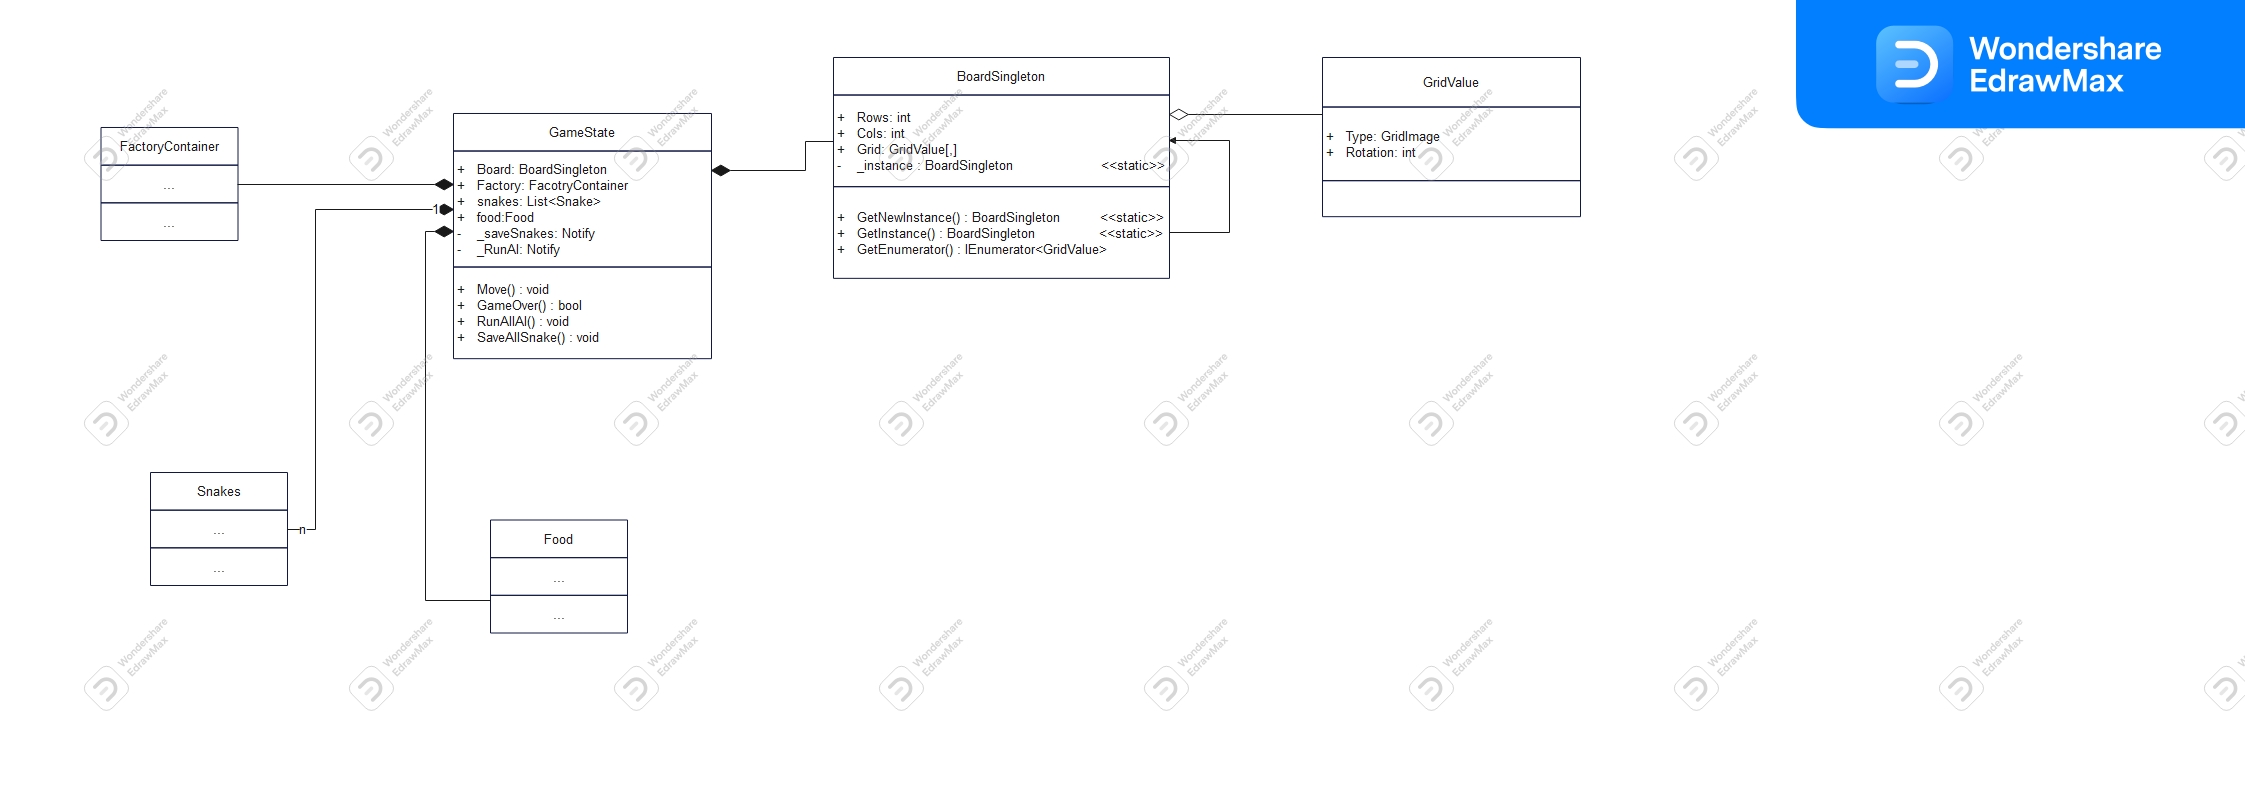 Wondershare
EdrawMax
FactoryContainer
...
...
GameState
+ Board: BoardSingleton
+ Factory: FacotryContainer
+ snakes: List<Snake>
+ food:Food
- _saveSnakes: Notify
- _RunAI: Notify
+ Move() : void
+ GameOver() : bool
+ RunAllAI() : void
+ SaveAllSnake() : void
1
BoardSingleton
+ Rows: int
+ Cols: int
+ Grid: GridValue[,]
- _instance : BoardSingleton <<static>>
+ GetNewInstance() : BoardSingleton <<static>>
+ GetInstance() : BoardSingleton <<static>>
+ GetEnumerator() : IEnumerator<GridValue>
GridValue
+ Type: GridImage
+ Rotation: int
Snakes
...
...
n
Food
...
...